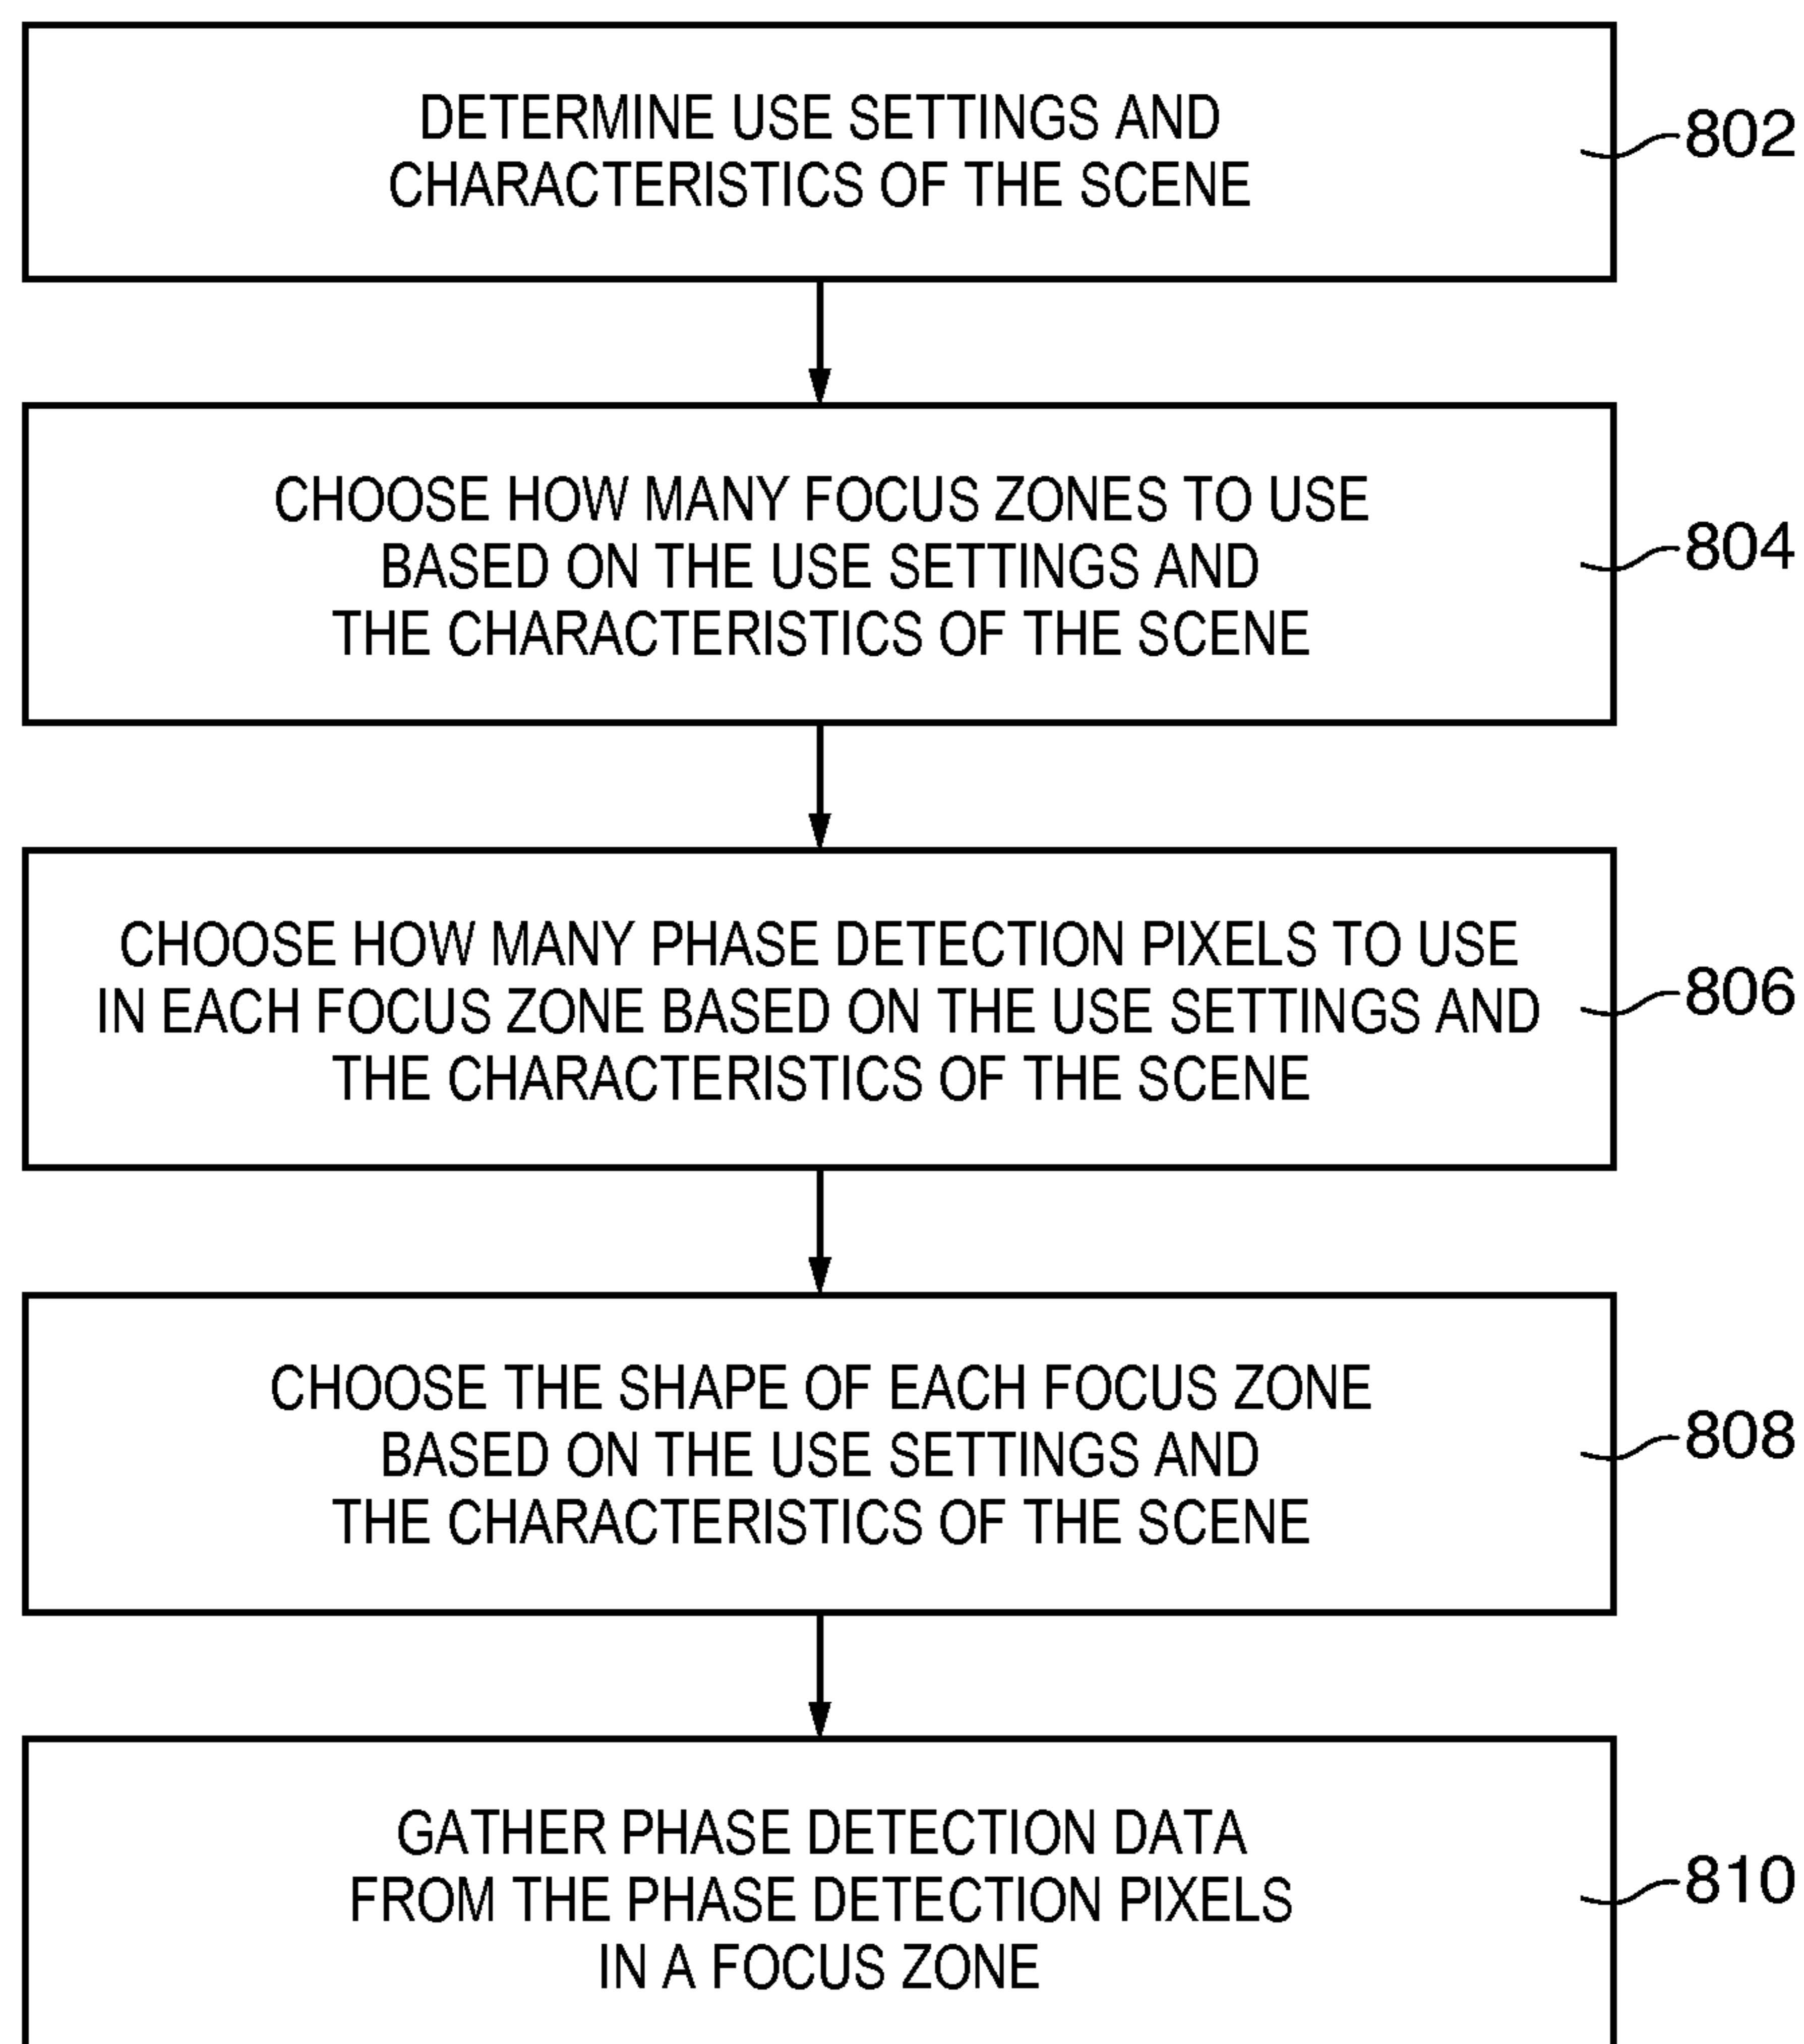 DETERMINE USE SETTINGS AND
CHARACTERISTICS OF THE SCENE
802
CHOOSE HOW MANY FOCUS ZONES TO USE
BASED ON THE USE SETTINGS AND
THE CHARACTERISTICS OF THE SCENE
804
CHOOSE HOW MANY PHASE DETECTION PIXELS TO USE
IN EACH FOCUS ZONE BASED ON THE USE SETTINGS AND
THE CHARACTERISTICS OF THE SCENE
806
CHOOSE THE SHAPE OF EACH FOCUS ZONE
BASED ON THE USE SETTINGS AND
THE CHARACTERISTICS OF THE SCENE
808
GATHER PHASE DETECTION DATA
FROM THE PHASE DETECTION PIXELS
IN A FOCUS ZONE
810